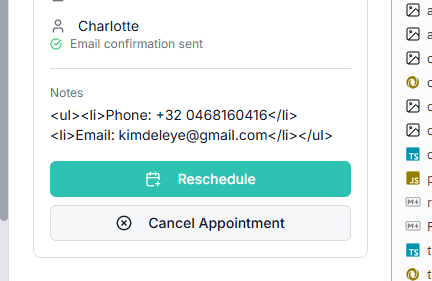 Charlotte
Email confirmation sent
Notes
<ul><li>Phone: +32 0468160416</li>
<li>Email: kimdeleye@gmail.com</li></ul>
Reschedule
Cancel Appointment
TS
JS
TS